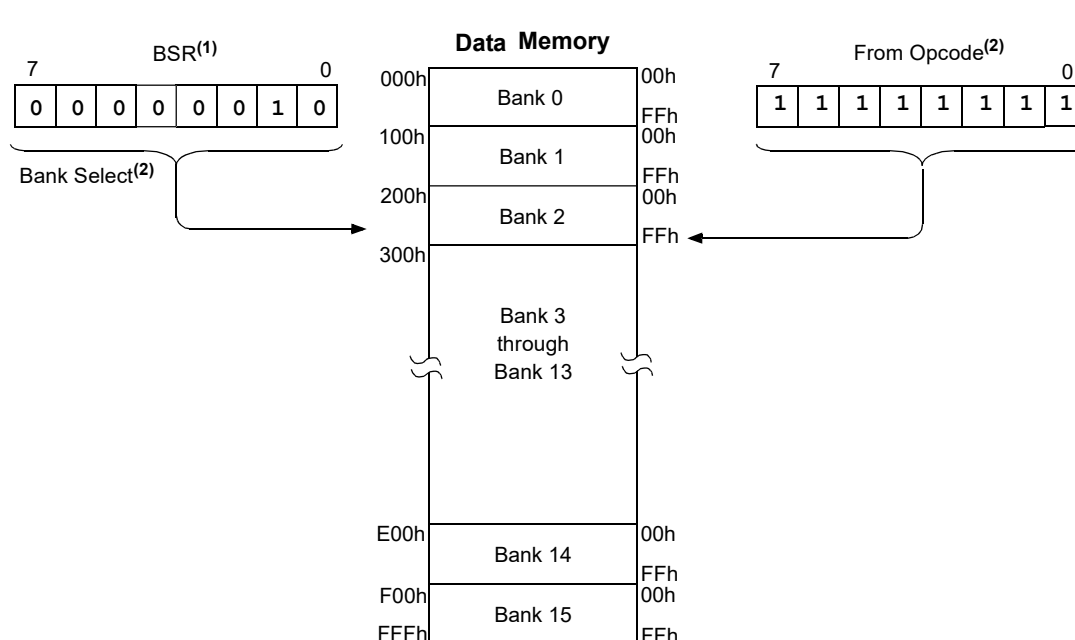 Data Memory
BSR(1)
7 0
0 0 0 0 0 0 1 0
Bank Select(2)
From Opcode(2)
7 0
1 1 1 1 1 1 1 1
000h Bank 0 00h
FFh
100h Bank 1 00h
FFh
200h Bank 2 00h
FFh
300h
Bank 3
through
Bank 13
E00h Bank 14 00h
FFh
F00h Bank 15 00h
FFFh FFh